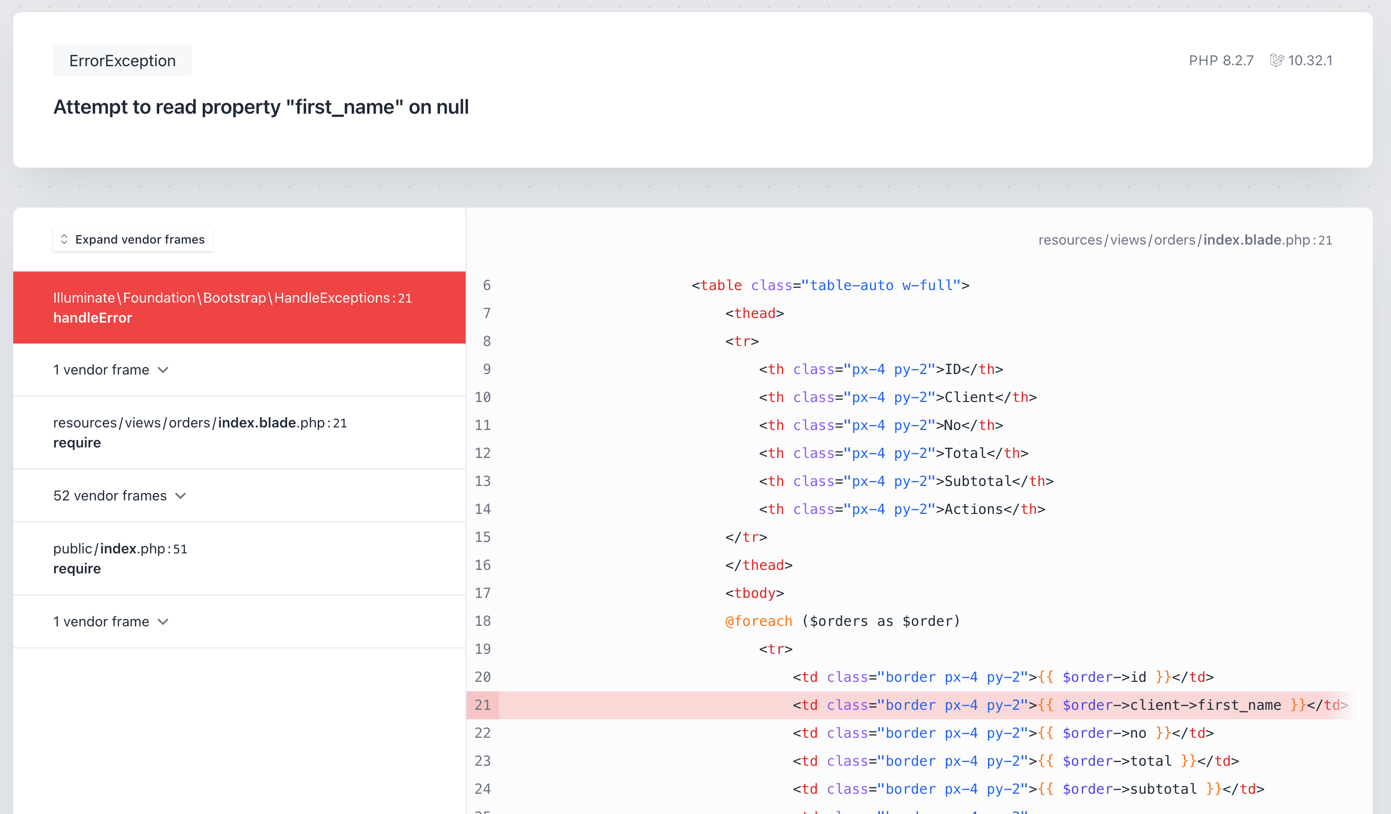 ErrorException
PHP 8.2.7 10.32.1
Attempt to read property "first_name" on null
Expand vendor frames
Illuminate\Foundation\Bootstrap\HandleExceptions:21
handleError
1 vendor frame
resources/views/orders/index.blade.php:21
require
52 vendor frames
public/index.php:51
require
1 vendor frame
resources/views/orders/index.blade.php:21
6 <table class="table-auto w-full">
7 <thead>
8 <tr>
9 <th class="px-4 py-2">ID</th>
10 <th class="px-4 py-2">Client</th>
11 <th class="px-4 py-2">No</th>
12 <th class="px-4 py-2">Total</th>
13 <th class="px-4 py-2">Subtotal</th>
14 <th class="px-4 py-2">Actions</th>
15 </tr>
16 </thead>
17 <tbody>
18 @foreach ($orders as $order)
19 <tr>
20 <td class="border px-4 py-2">{{ $order->id }}</td>
21 <td class="border px-4 py-2">{{ $order->client->first_name }}</td>
22 <td class="border px-4 py-2">{{ $order->no }}</td>
23 <td class="border px-4 py-2">{{ $order->total }}</td>
24 <td class="border px-4 py-2">{{ $order->subtotal }}</td>